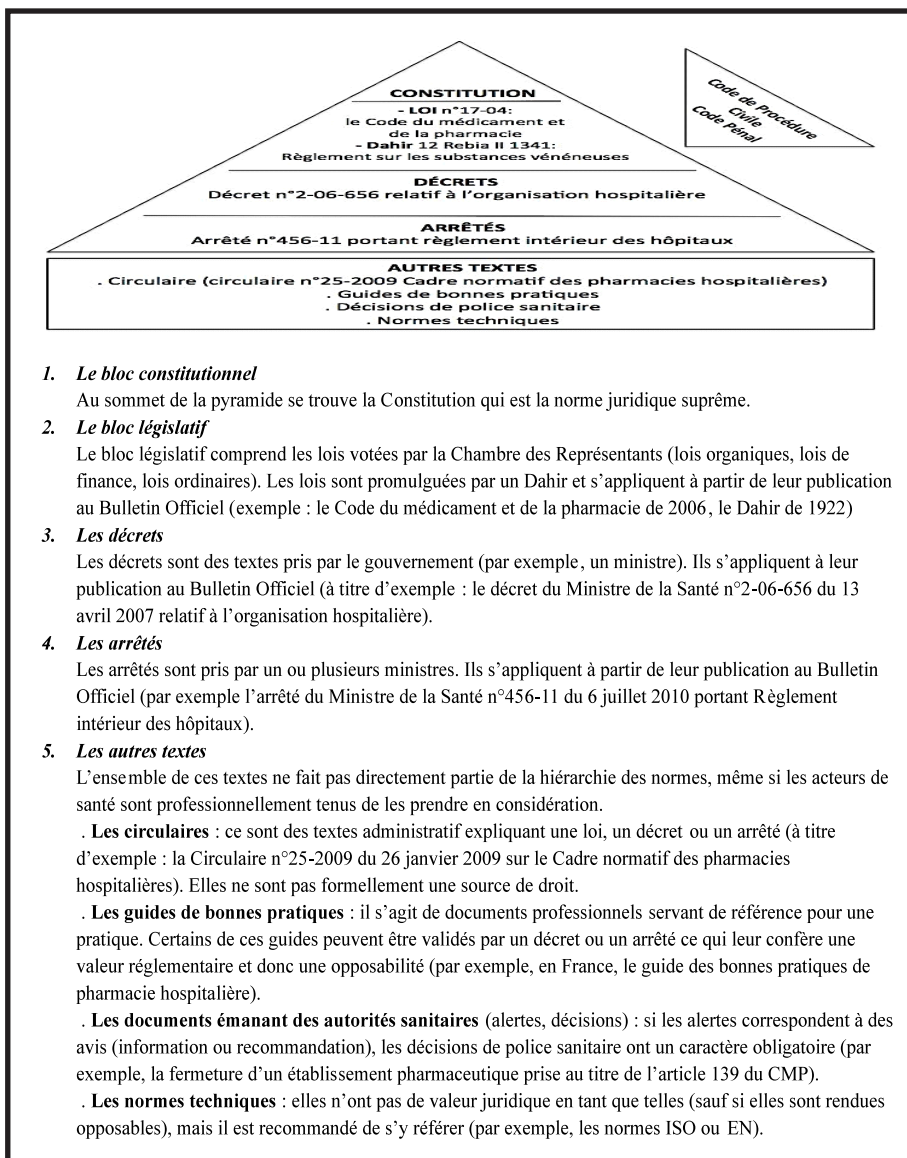 CONSTITUTION
- LOI n°17-04:
le Code du médicament et
de la pharmacie
- Dahir 12 Rebia II 1341:
Règlement sur les substances vénéneuses
DÉCRETS
Décret n°2-06-656 relatif à l'organisation hospitalière
ARRÊTÉS
Arrêté n°456-11 portant règlement intérieur des hôpitaux
AUTRES TEXTES
. Circulaire (circulaire n°25-2009 Cadre normatif des pharmacies hospitalières)
. Guides de bonnes pratiques
. Décisions de police sanitaire
. Normes techniques
Code de Procédure
Civile
Code Pénal
1. Le bloc constitutionnel
Au sommet de la pyramide se trouve la Constitution qui est la norme juridique suprême.
2. Le bloc législatif
Le bloc législatif comprend les lois votées par la Chambre des Représentants (lois organiques, lois de
finance, lois ordinaires). Les lois sont promulguées par un Dahir et s'appliquent à partir de leur publication
au Bulletin Officiel (exemple : le Code du médicament et de la pharmacie de 2006, le Dahir de 1922)
3. Les décrets
Les décrets sont des textes pris par le gouvernement (par exemple, un ministre). Ils s'appliquent à leur
publication au Bulletin Officiel (à titre d'exemple : le décret du Ministre de la Santé n°2-06-656 du 13
avril 2007 relatif à l'organisation hospitalière).
4. Les arrêtés
Les arrêtés sont pris par un ou plusieurs ministres. Ils s'appliquent à partir de leur publication au Bulletin
Officiel (par exemple l'arrêté du Ministre de la Santé n°456-11 du 6 juillet 2010 portant Règlement
intérieur des hôpitaux).
5. Les autres textes
L'ensemble de ces textes ne fait pas directement partie de la hiérarchie des normes, même si les acteurs de
santé sont professionnellement tenus de les prendre en considération.
. Les circulaires : ce sont des textes administratif expliquant une loi, un décret ou un arrêté (à titre
d'exemple : la Circulaire n°25-2009 du 26 janvier 2009 sur le Cadre normatif des pharmacies
hospitalières). Elles ne sont pas formellement une source de droit.
. Les guides de bonnes pratiques : il s'agit de documents professionnels servant de référence pour une
pratique. Certains de ces guides peuvent être validés par un décret ou un arrêté ce qui leur confère une
valeur réglementaire et donc une opposabilité (par exemple, en France, le guide des bonnes pratiques de
pharmacie hospitalière).
. Les documents émanant des autorités sanitaires (alertes, décisions) : si les alertes correspondent à des
avis (information ou recommandation), les décisions de police sanitaire ont un caractère obligatoire (par
exemple, la fermeture d'un établissement pharmaceutique prise au titre de l'article 139 du CMP).
. Les normes techniques : elles n'ont pas de valeur juridique en tant que telles (sauf si elles sont rendues
opposables), mais il est recommandé de s'y référer (par exemple, les normes ISO ou EN).